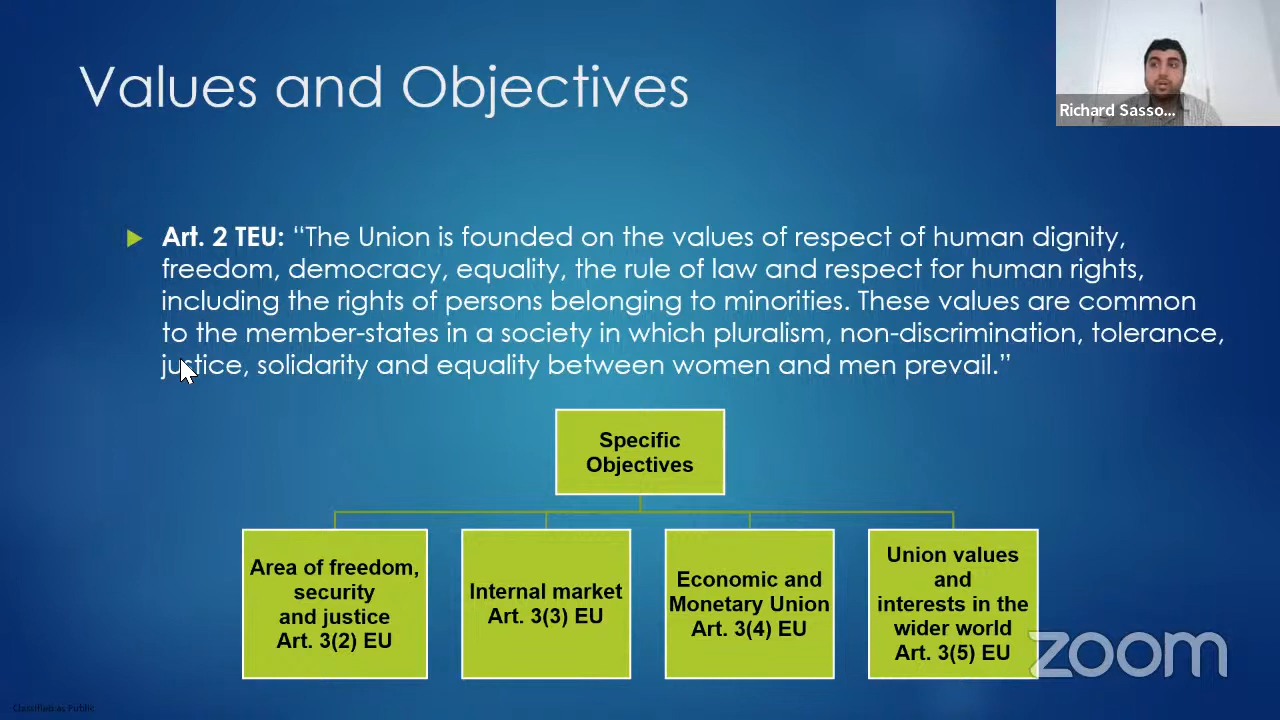 Values and Objectives
Richard Sasso...
Art. 2 TEU: “The Union is founded on the values of respect of human dignity,
freedom, democracy, equality, the rule of law and respect for human rights,
including the rights of persons belonging to minorities. These values are common
to the member-states in a society in which pluralism, non-discrimination, tolerance,
justice, solidarity and equality between women and men prevail.”
Specific
Objectives
Area of freedom,
security
and justice
Art. 3(2) EU
Internal market
Art. 3(3) EU
Economic and
Monetary Union
Art. 3(4) EU
Union values
and
interests in the
wider world
Art. 3(5) EU
zoom
Classified as Public